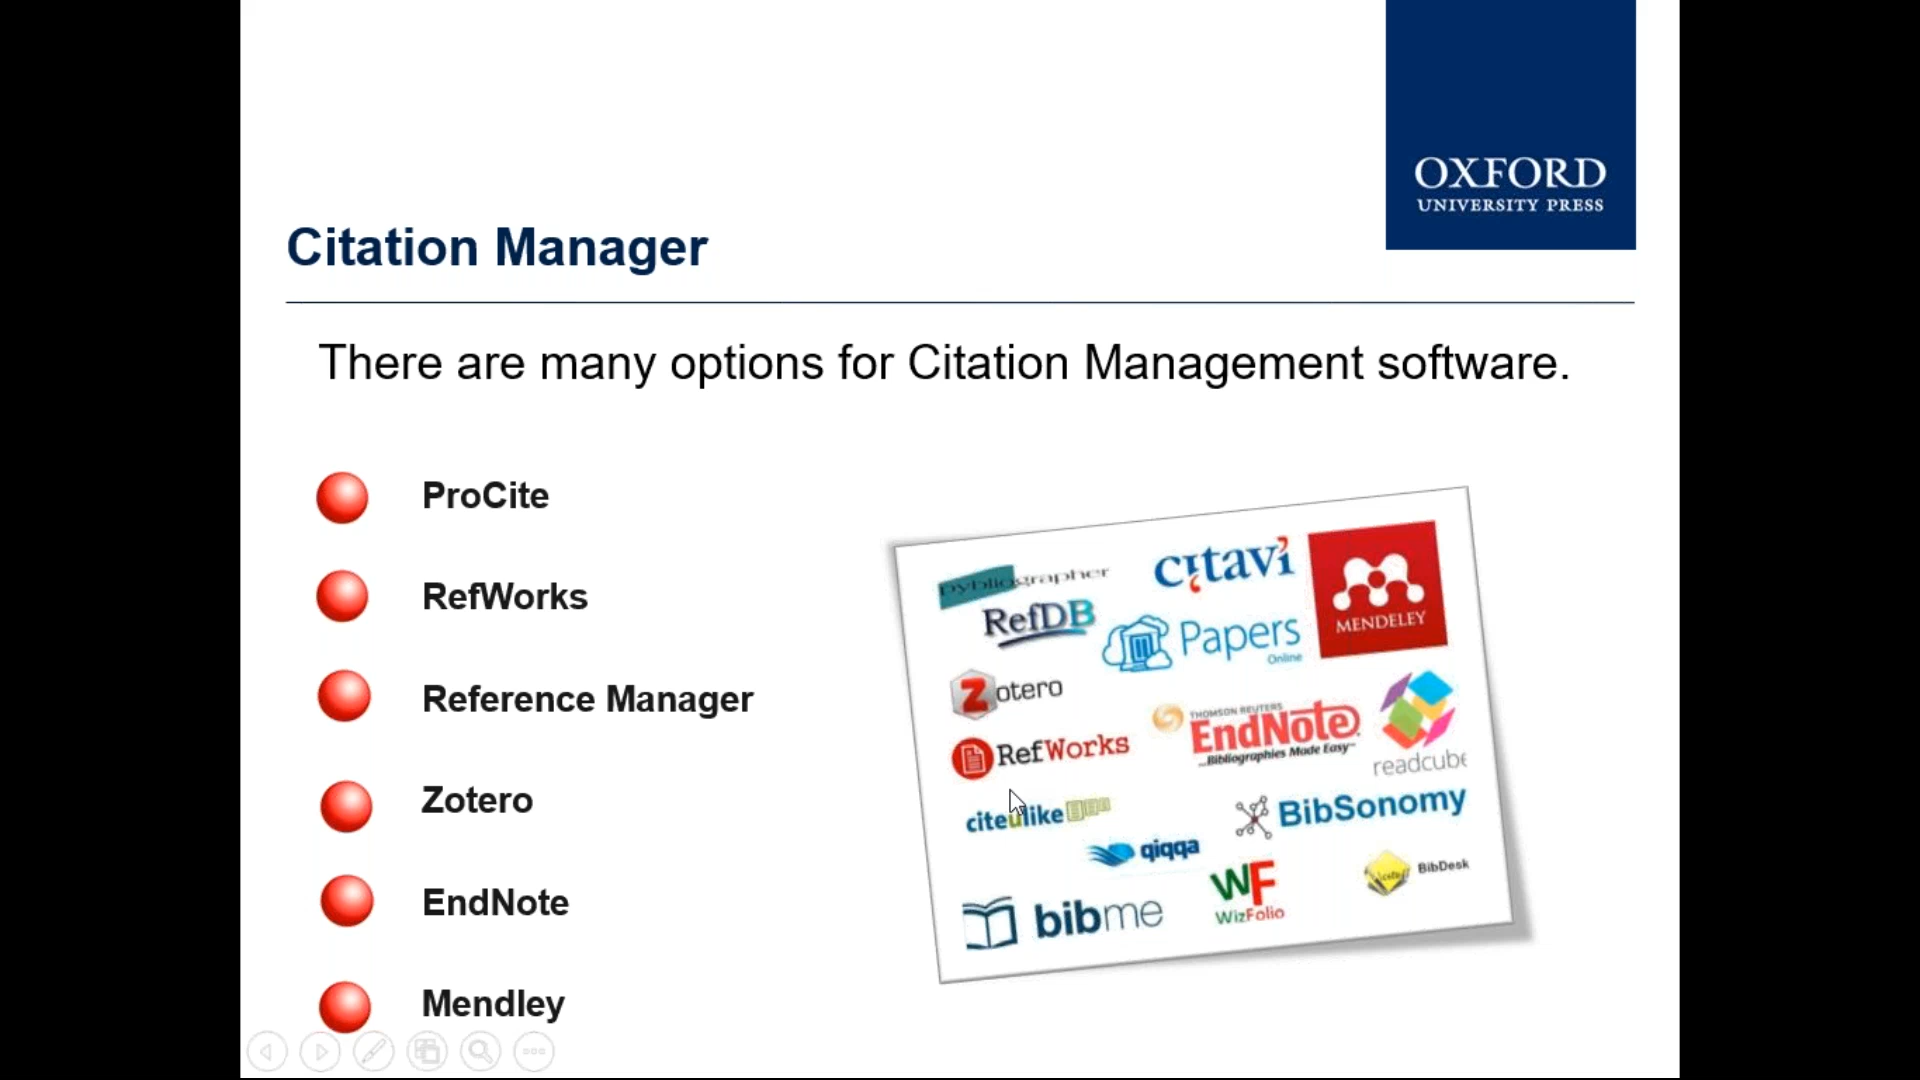 OXFORD
UNIVERSITY PRESS
Citation Manager
There are many options for Citation Management software.
ProCite
RefWorks
Reference Manager
Zotero
EndNote
Mendley
pybliographer
citavi
MENDELEY
RefDB
Papers
Online
Zotero
THOMSON REUTERS
EndNote
...Bibliographies Made Easy
RefWorks
readcube
citeulike
BibSonomy
qiqqa
BibDesk
WF
WizFolio
bibme